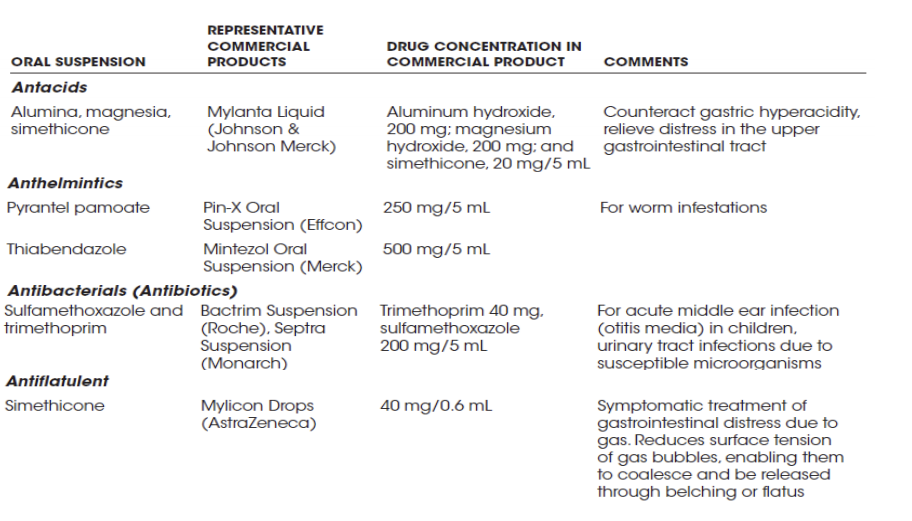 REPRESENTATIVE
COMMERCIAL
DRUG CONCENTRATION IN
ORAL SUSPENSION PRODUCTS COMMERCIAL PRODUCT COMMENTS
Antacids
Alumina, magnesia, Mylanta Liquid Aluminum hydroxide, Counteract gastric hyperacidity,
simethicone (Johnson & 200 mg; magnesium relieve distress in the upper
Johnson Merck) hydroxide, 200 mg; and gastrointestinal tract
simethicone, 20 mg/5 mL
Anthelmintics
Pyrantel pamoate Pin-X Oral 250 mg/5 mL For worm infestations
Suspension (Effcon)
Thiabendazole Mintezol Oral 500 mg/5 mL
Suspension (Merck)
Antibacterials (Antibiotics)
Sulfamethoxazole and Bactrim Suspension Trimethoprim 40 mg, For acute middle ear infection
trimethoprim (Roche), Septra sulfamethoxazole (otitis media) in children,
Suspension 200 mg/5 mL urinary tract infections due to
(Monarch) susceptible microorganisms
Antiflatulent
Simethicone Mylicon Drops 40 mg/0.6 mL Symptomatic treatment of
(AstraZeneca) gastrointestinal distress due to
gas. Reduces surface tension
of gas bubbles, enabling them
to coalesce and be released
through belching or flatus